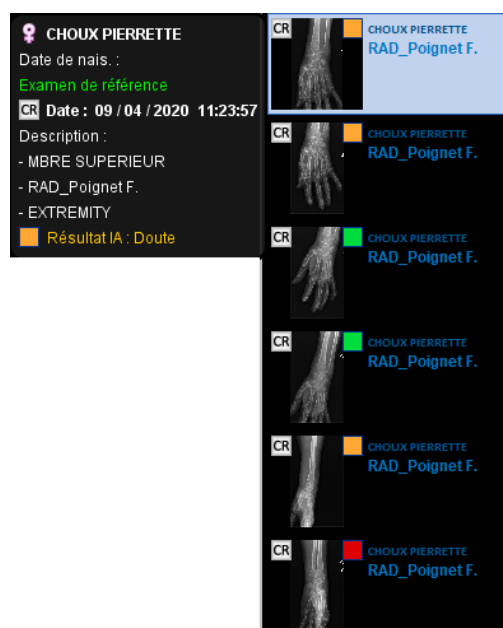 CHOUX PIERRETTE
Date de nais. :
Examen de référence
CR Date : 09 / 04 / 2020 11:23:57
Description :
- MBRE SUPERIEUR
- RAD_Poignet F.
- EXTREMITY
Résultat IA : Doute
CR CHOUX PIERRETTE
RAD_Poignet F.
CR CHOUX PIERRETTE
RAD_Poignet F.
CR CHOUX PIERRETTE
RAD_Poignet F.
CR CHOUX PIERRETTE
RAD_Poignet F.
CR CHOUX PIERRETTE
RAD_Poignet F.
CR CHOUX PIERRETTE
RAD_Poignet F.